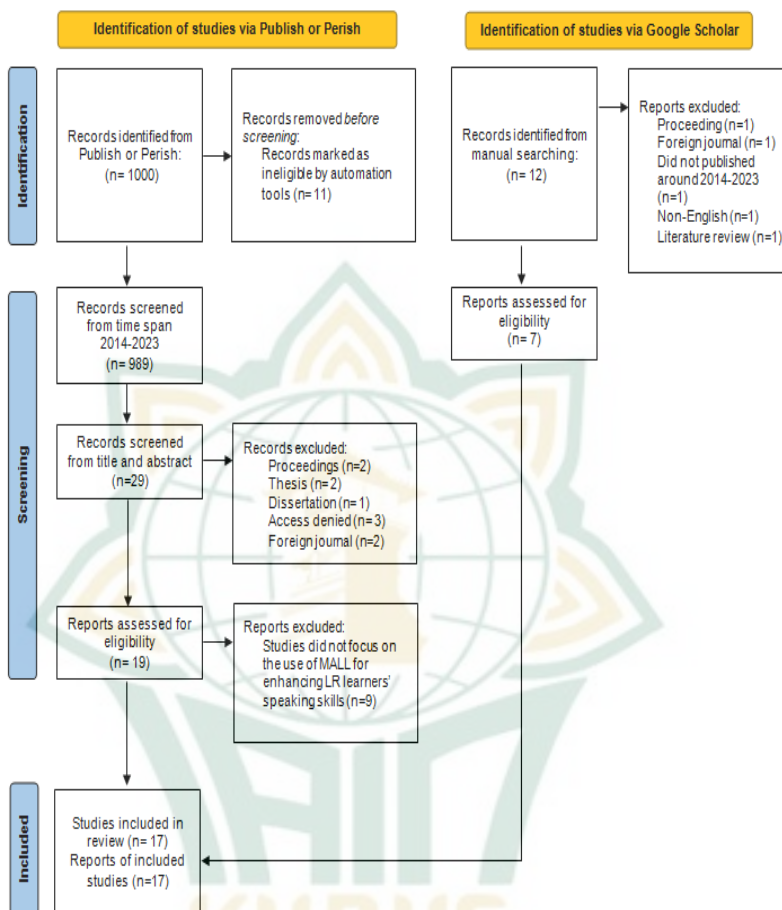 Identification of studies via Publish or Perish
Identification of studies via Google Scholar
Identification
Records identified from
Publish or Perish:
(n= 1000)
Records removed before
screening:
Records marked as
ineligible by automation
tools (n= 11)
Records identified from
manual searching:
(n= 12)
Reports excluded:
Proceeding (n=1)
Foreign journal (n=1)
Did not published
around 2014-2023
(n=1)
Non-English (n=1)
Literature review (n=1)
Screening
Records screened
from time span
2014-2023
(n= 989)
Reports assessed for
eligibility
(n= 7)
Records screened
from title and abstract
(n=29)
Records excluded:
Proceedings (n=2)
Thesis (n=2)
Dissertation (n=1)
Access denied (n=3)
Foreign journal (n=2)
Reports assessed for
eligibility
(n= 19)
Reports excluded:
Studies did not focus on
the use of MALL for
enhancing LR learners'
speaking skills (n=9)
Included
Studies included in
review (n= 17)
Reports of included
studies (n=17)